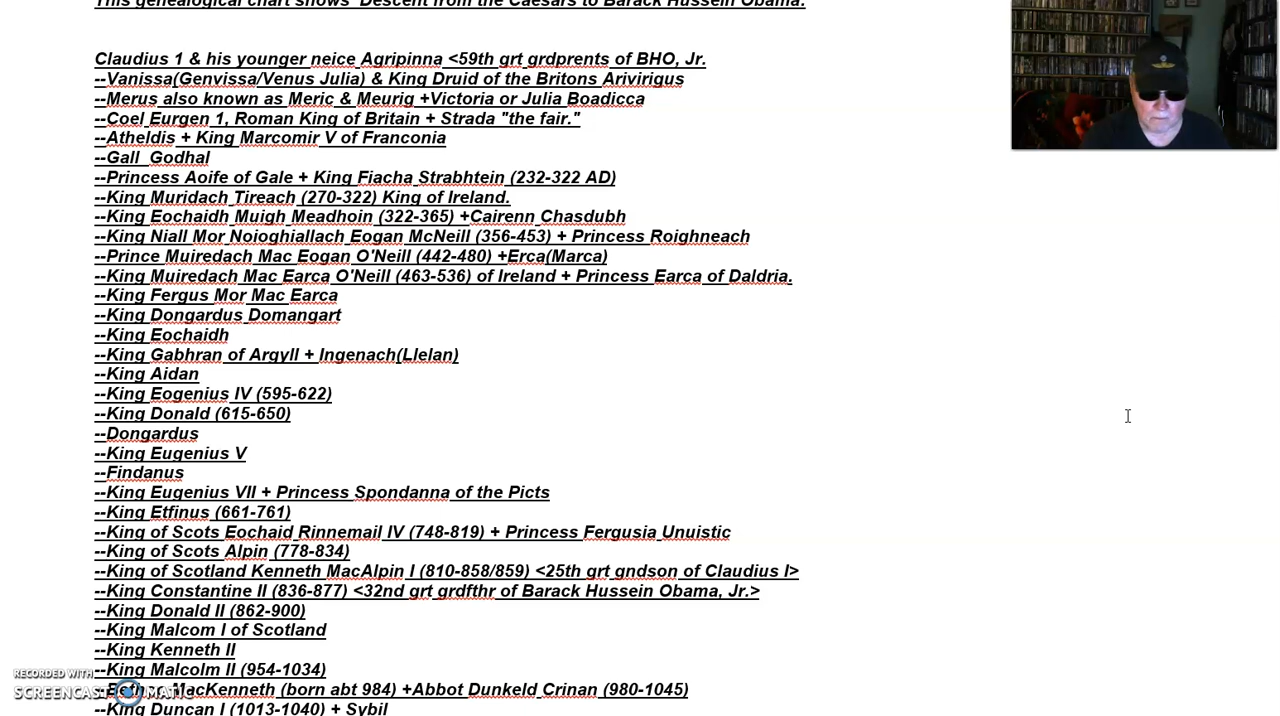 This genealogical chart shows Descent from the Caesars to Barack Hussein Obama.
Claudius 1 & his younger neice Agripinna <59th grt grdprents of BHO, Jr.
--Vanissa(Genvissa/Venus Julia) & King Druid of the Britons Arivirigus
--Merus also known as Meric & Meurig +Victoria or Julia Boadicca
--Coel Eurgen 1, Roman King of Britain + Strada "the fair."
--Atheldis + King Marcomir V of Franconia
--Gall Godhal
--Princess Aoife of Gale + King Fiacha Strabhtein (232-322 AD)
--King Muridach Tireach (270-322) King of Ireland.
--King Eochaidh Muigh Meadhoin (322-365) +Cairenn Chasdubh
--King Niall Mor Noioghiallach Eogan McNeill (356-453) + Princess Roighneach
--Prince Muiredach Mac Eogan O'Neill (442-480) +Erca(Marca)
--King Muiredach Mac Earca O'Neill (463-536) of Ireland + Princess Earca of Daldria.
--King Fergus Mor Mac Earca
--King Dongardus Domangart
--King Eochaidh
--King Gabhran of Argyll + Ingenach(Llelan)
--King Aidan
--King Eogenius IV (595-622)
--King Donald (615-650)
--Dongardus
--King Eugenius V
--Findanus
--King Eugenius VII + Princess Spondanna of the Picts
--King Etfinus (661-761)
--King of Scots Eochaid Rinnemail IV (748-819) + Princess Fergusia Unuistic
--King of Scots Alpin (778-834)
--King of Scotland Kenneth MacAlpin I (810-858/859) <25th grt gndson of Claudius I>
--King Constantine II (836-877) <32nd grt grdfthr of Barack Hussein Obama, Jr.>
--King Donald II (862-900)
--King Malcom I of Scotland
--King Kenneth II
--King Malcolm II (954-1034)
MacKenneth (born abt 984) +Abbot Dunkeld Crinan (980-1045)
--King Duncan I (1013-1040) + Sybil
RECORDED WITH
SCREENCAST MATIC